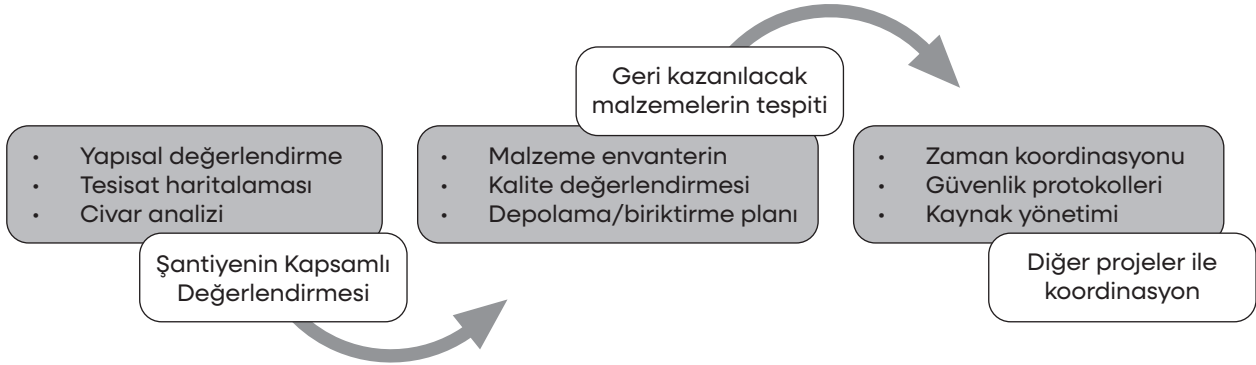 • Yapısal değerlendirme
• Tesisat haritalaması
• Civar analizi
Şantiyenin Kapsamlı
Değerlendirmesi
Geri kazanılacak
malzemelerin tespiti
• Malzeme envanterin
• Kalite değerlendirmesi
• Depolama/biriktirme planı
• Zaman koordinasyonu
• Güvenlik protokolleri
• Kaynak yönetimi
Diğer projeler ile
koordinasyon